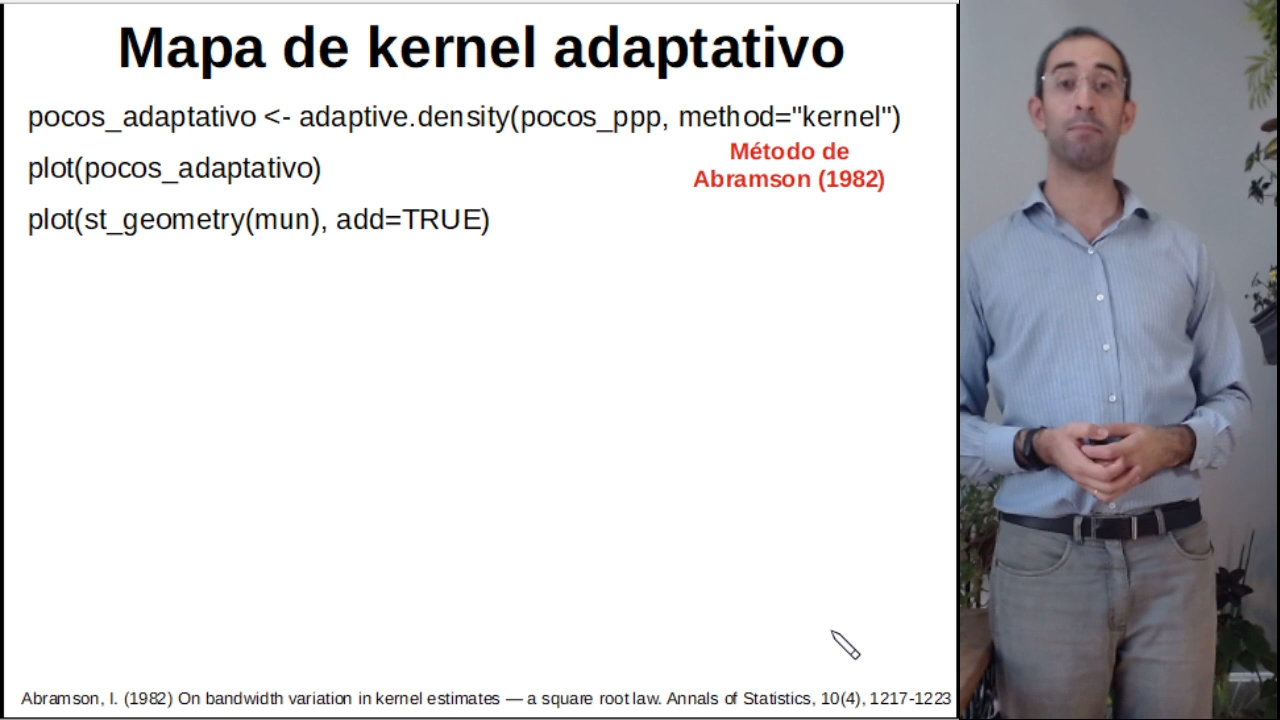 Mapa de kernel adaptativo
pocos_adaptativo <- adaptive.density(pocos_ppp, method="kernel")
Método de
Abramson (1982)
plot(pocos_adaptativo)
plot(st_geometry(mun), add=TRUE)
Abramson, I. (1982) On bandwidth variation in kernel estimates — a square root law. Annals of Statistics, 10(4), 1217-1223